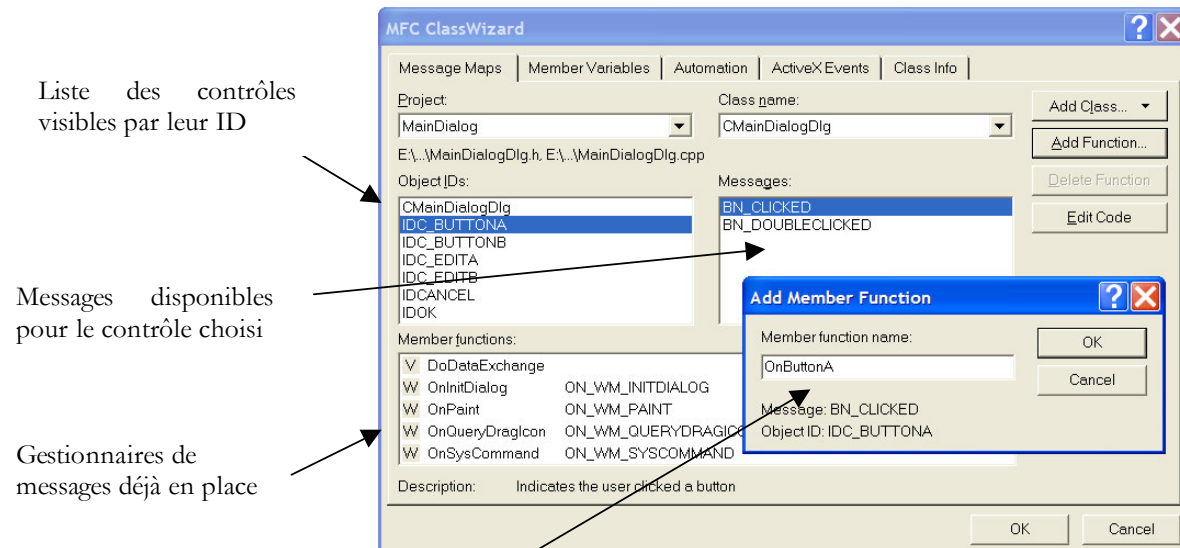 Liste des contrôles
visibles par leur ID
Messages disponibles
pour le contrôle choisi
Gestionnaires de
messages déjà en place
MFC ClassWizard
Message Maps
Member Variables
Automation
ActiveX Events
Class Info
Project:
MainDialog
Class name:
CMainDialogDlg
E:\...\MainDialogDlg.h, E:\...\MainDialogDlg.cpp
Object IDs:
CMainDialogDlg
IDC_BUTTONA
IDC_BUTTONB
IDC_EDITA
IDC_EDITB
IDCANCEL
IDOK
Messages:
BN_CLICKED
BN_DOUBLECLICKED
Add Class...
Add Function...
Delete Function
Edit Code
Member functions:
V DoDataExchange
W OnInitDialog ON_WM_INITDIALOG
W OnPaint ON_WM_PAINT
W OnQueryDragIcon ON_WM_QUERYDRAGICO
W OnSysCommand ON_WM_SYSCOMMAND
Description: Indicates the user clicked a button
Add Member Function
Member function name:
OnButtonA
Message: BN_CLICKED
Object ID: IDC_BUTTONA
OK
Cancel
OK
Cancel